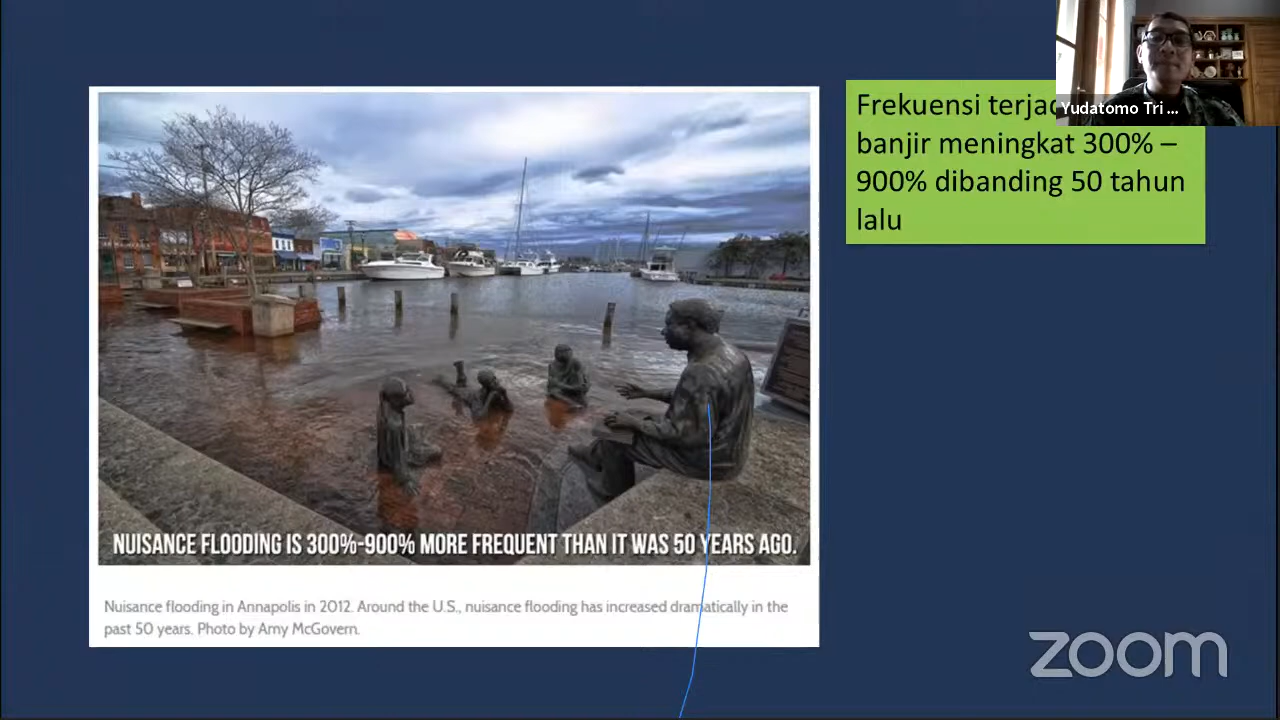 Frekuensi
banjir meningkat 300% –
900% dibanding 50 tahun
lalu
Yudatomo Tri ...
NUISANCE FLOODING IS 300%-900% MORE FREQUENT THAN IT WAS 50 YEARS AGO.
Nuisance flooding in Annapolis in 2012. Around the U.S., nuisance flooding has increased dramatically in the
past 50 years. Photo by Amy McGovern.
zoom